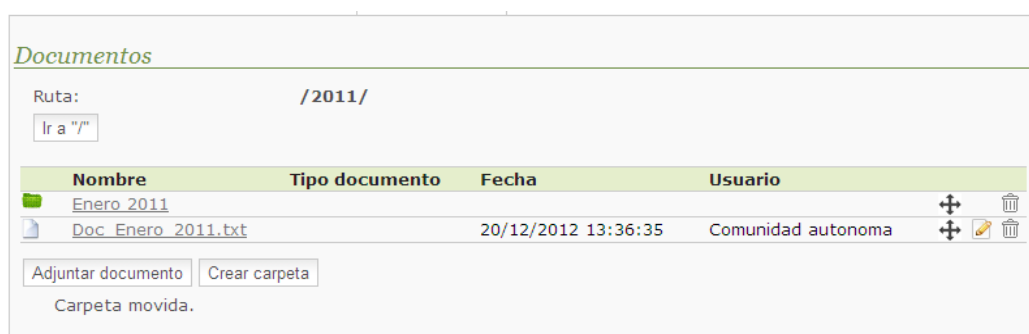 Documentos
Ruta: /2011/
Ir a "/"
Nombre Tipo documento Fecha Usuario
Enero 2011
Doc_Enero_2011.txt 20/12/2012 13:36:35 Comunidad autonoma
Adjuntar documento Crear carpeta
Carpeta movida.